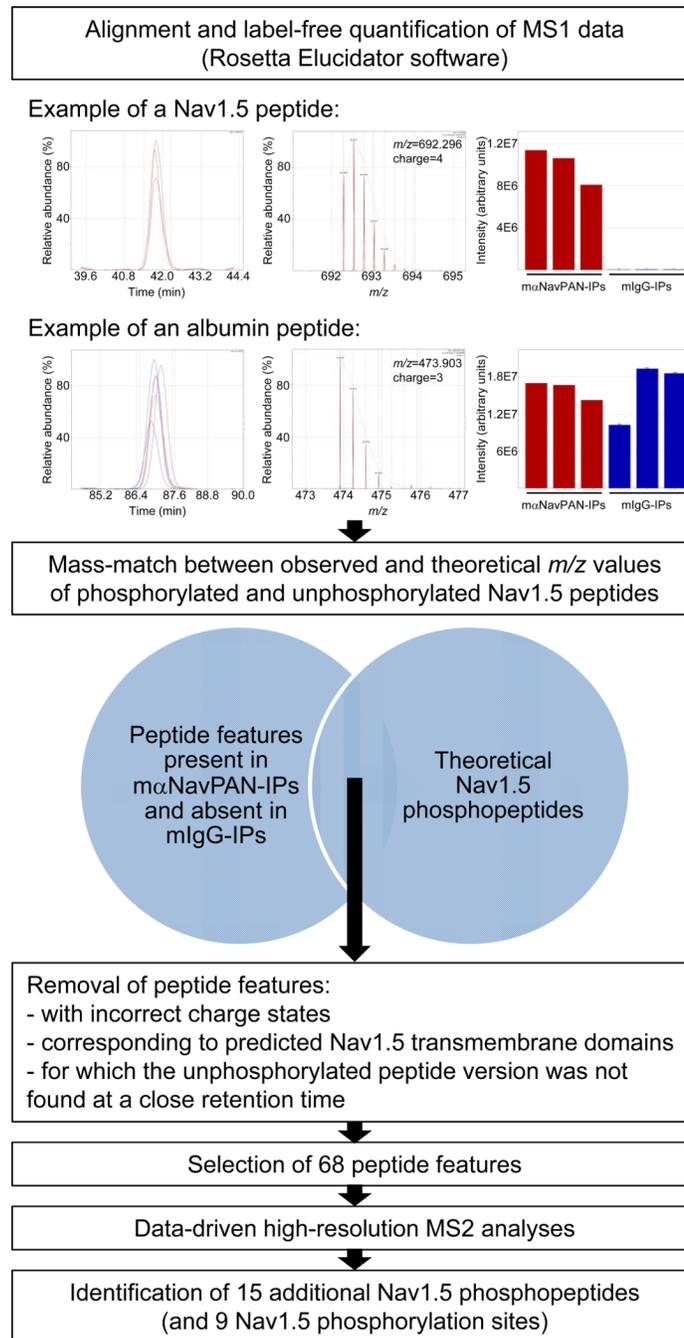 Alignment and label-free quantification of MS1 data
(Rosetta Elucidator software)
Example of a Nav1.5 peptide:
Relative abundance (%)
80
40
39.6 40.8 42.0 43.2 44.4
Time (min)
Relative abundance (%)
80
40
m/z=692.296
charge=4
692 693 694 695
m/z
Intensity (arbitrary units)
1.2E7
8E6
4E6
mαNavPAN-IPs mIgG-IPs
Example of an albumin peptide:
Relative abundance (%)
80
40
85.2 86.4 87.6 88.8 90.0
Time (min)
Relative abundance (%)
80
40
m/z=473.903
charge=3
473 474 475 476 477
m/z
Intensity (arbitrary units)
1.8E7
1.2E7
6E6
mαNavPAN-IPs mIgG-IPs
Mass-match between observed and theoretical m/z values
of phosphorylated and unphosphorylated Nav1.5 peptides
Peptide features
present in
mαNavPAN-IPs
and absent in
mIgG-IPs
Theoretical
Nav1.5
phosphopeptides
Removal of peptide features:
- with incorrect charge states
- corresponding to predicted Nav1.5 transmembrane domains
- for which the unphosphorylated peptide version was not
found at a close retention time
Selection of 68 peptide features
Data-driven high-resolution MS2 analyses
Identification of 15 additional Nav1.5 phosphopeptides
(and 9 Nav1.5 phosphorylation sites)